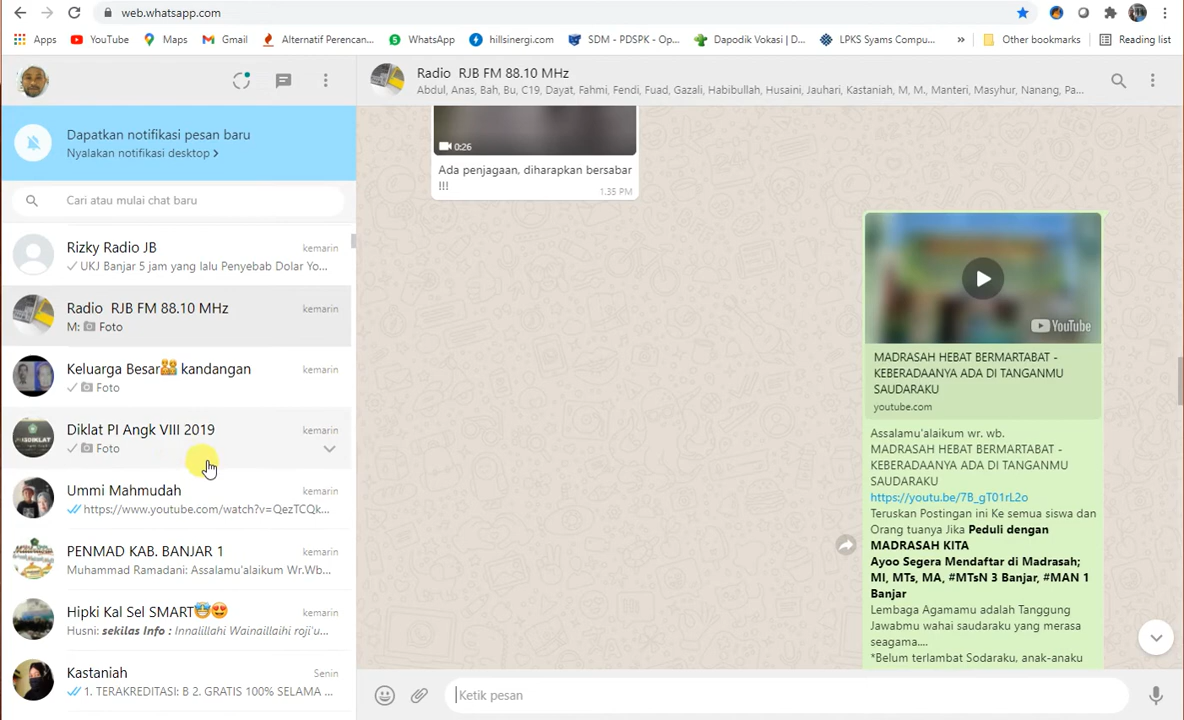 web.whatsapp.com
Apps YouTube Maps Gmail Alternatif Perencan... WhatsApp hillsinergi.com SDM - PDSPK - Op... Dapodik Vokasi | D... LPKS Syams Compu... » Other bookmarks Reading list
Radio RJB FM 88.10 MHz
Abdul, Anas, Bah, Bu, C19, Dayat, Fahmi, Fendi, Fuad, Gazali, Habibullah, Husaini, Jauhari, Kastaniah, M, M., Manteri, Masyhur, Nanang, Pa...
Dapatkan notifikasi pesan baru
Nyalakan notifikasi desktop >
Cari atau mulai chat baru
Rizky Radio JB kemarin
UKJ Banjar 5 jam yang lalu Penyebab Dolar Yo...
Radio RJB FM 88.10 MHz kemarin
M: Foto
Keluarga Besar kandangan kemarin
Foto
Diklat PI Angk VIII 2019 kemarin
Foto
Ummi Mahmudah kemarin
https://www.youtube.com/watch?v=QezTCQk...
PENMAD KAB. BANJAR 1 kemarin
Muhammad Ramadani: Assalamu'alaikum Wr.Wb...
Hipki Kal Sel SMART🤠😍 kemarin
Husni: sekilas Info : Innalillahi Wainaillaihi roji'u...
Kastaniah Senin
1. TERAKREDITASI: B 2. GRATIS 100% SELAMA ...
0:26
Ada penjagaan, diharapkan bersabar
!!!
1.35 PM
YouTube
MADRASAH HEBAT BERMARTABAT -
KEBERADAANYA ADA DI TANGANMU
SAUDARAKU
youtube.com
Assalamu'alaikum wr. wb.
MADRASAH HEBAT BERMARTABAT -
KEBERADAANYA ADA DI TANGANMU
SAUDARAKU
https://youtu.be/7B_gT01rL2o
Teruskan Postingan ini Ke semua siswa dan
Orang tuanya Jika Peduli dengan
MADRASAH KITA
Ayoo Segera Mendaftar di Madrasah;
MI, MTs, MA, #MTsN 3 Banjar, #MAN 1
Banjar
Lembaga Agamamu adalah Tanggung
Jawabmu wahai saudaraku yang merasa
seagama....
*Belum terlambat Sodaraku, anak-anaku
Ketik pesan